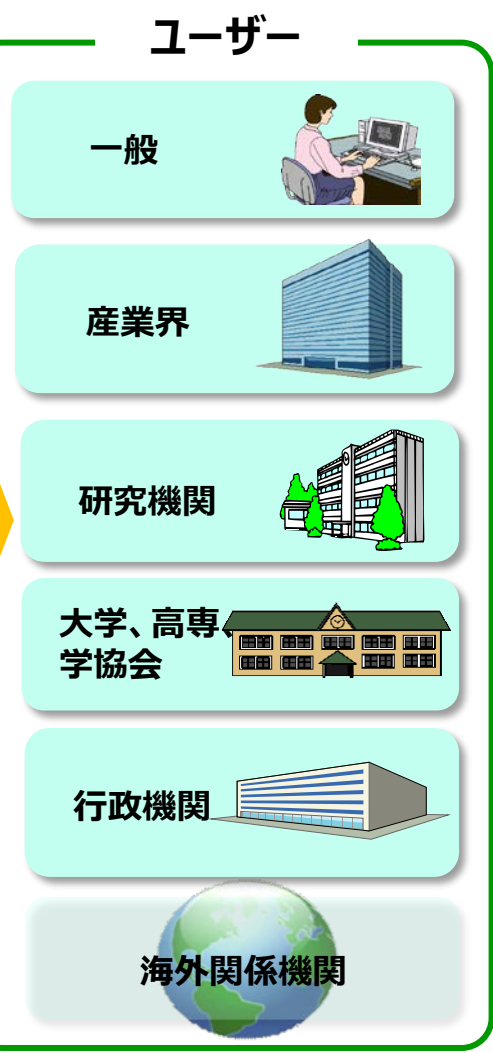 ユーザー
一般
産業界
研究機関
大学、高専、
学協会
行政機関
海外関係機関